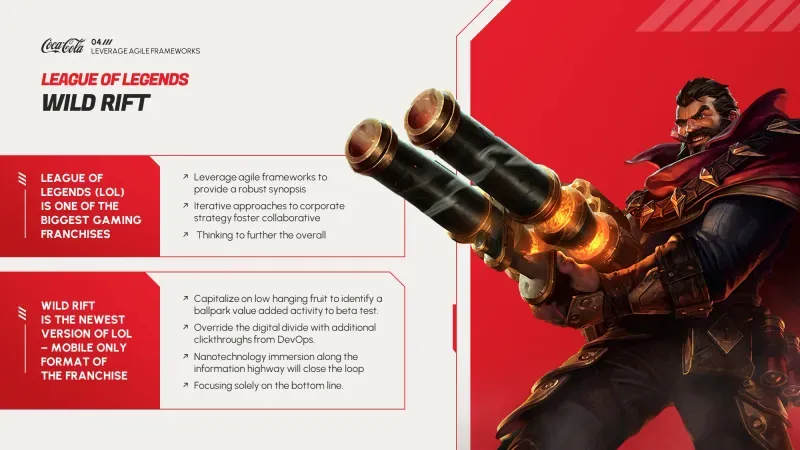 Coca-Cola
04 ///
LEVERAGE AGILE FRAMEWORKS
LEAGUE OF LEGENDS
WILD RIFT
LEAGUE OF
LEGENDS (LOL)
IS ONE OF THE
BIGGEST GAMING
FRANCHISES
Leverage agile frameworks to
provide a robust synopsis
Iterative approaches to corporate
strategy foster collaborative
Thinking to further the overall
WILD RIFT
IS THE NEWEST
VERSION OF LOL
– MOBILE ONLY
FORMAT OF
THE FRANCHISE
Capitalize on low hanging fruit to identify a
ballpark value added activity to beta test.
Override the digital divide with additional
clickthroughs from DevOps.
Nanotechnology immersion along the
information highway will close the loop
Focusing solely on the bottom line.